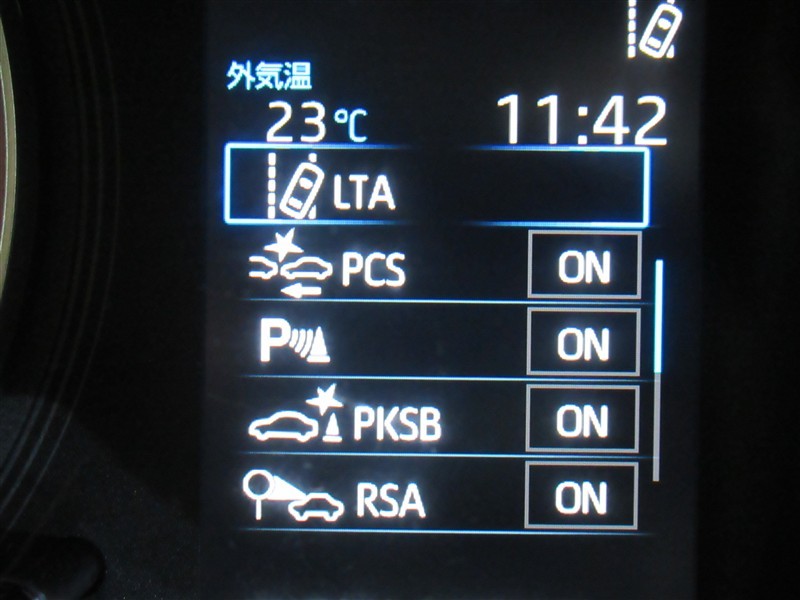 外気温
23℃ 11:42
LTA
PCS ON
P ON
PKSB ON
RSA ON